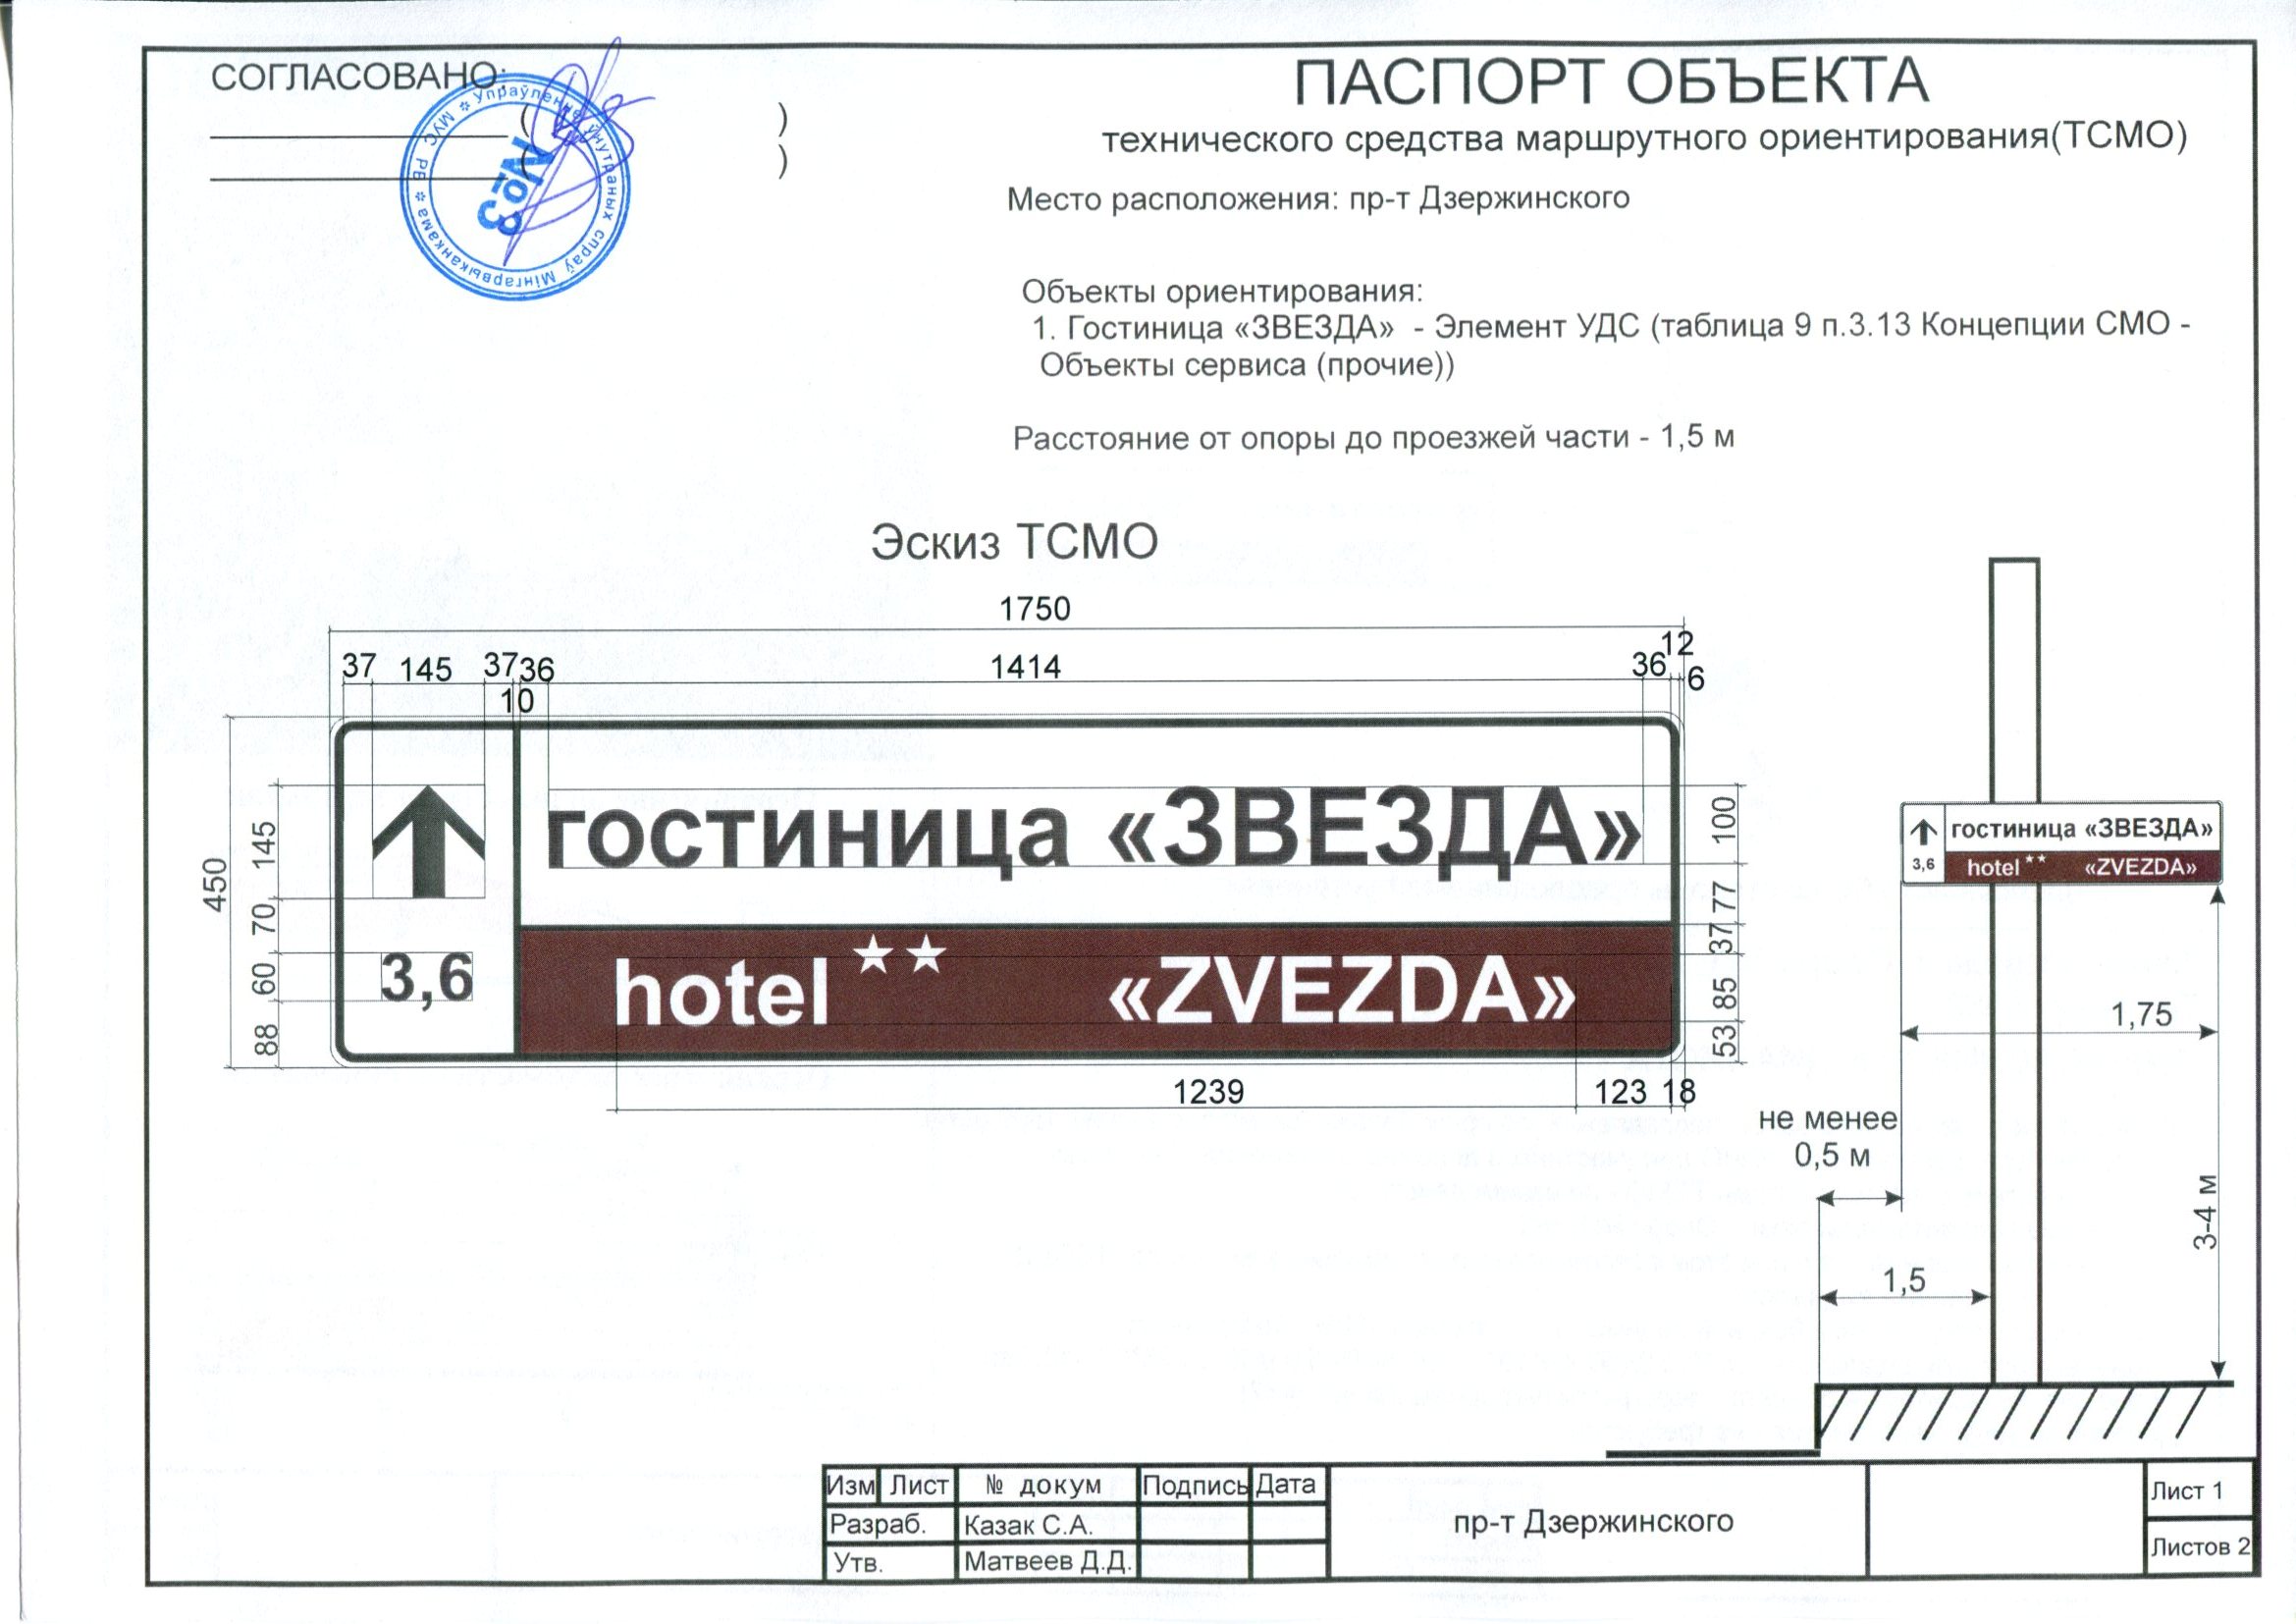 СОГЛАСОВАНО:
( )
( )
✲ Упраўленне ўнутраных спраў Мінгарвыканкама ✲ МУС РБ
№3
ПАСПОРТ ОБЪЕКТА
технического средства маршрутного ориентирования(ТСМО)
Место расположения: пр-т Дзержинского
Объекты ориентирования:
1. Гостиница «ЗВЕЗДА» - Элемент УДС (таблица 9 п.3.13 Концепции СМО -
Объекты сервиса (прочие))
Расстояние от опоры до проезжей части - 1,5 м
Эскиз ТСМО
1750
12
37 145 37 36 1414 36 6
10
450
145
70
60
88
гостиница «ЗВЕЗДА»
3,6
hotel ★★ «ZVEZDA»
100
77
37
85
53
1239 123 18
гостиница «ЗВЕЗДА»
3,6 hotel ★★ «ZVEZDA»
1,75
не менее
0,5 м
3-4 м
1,5
Изм Лист № докум Подпись Дата
Разраб. Казак С.А.
Утв. Матвеев Д.Д.
пр-т Дзержинского
Лист 1
Листов 2